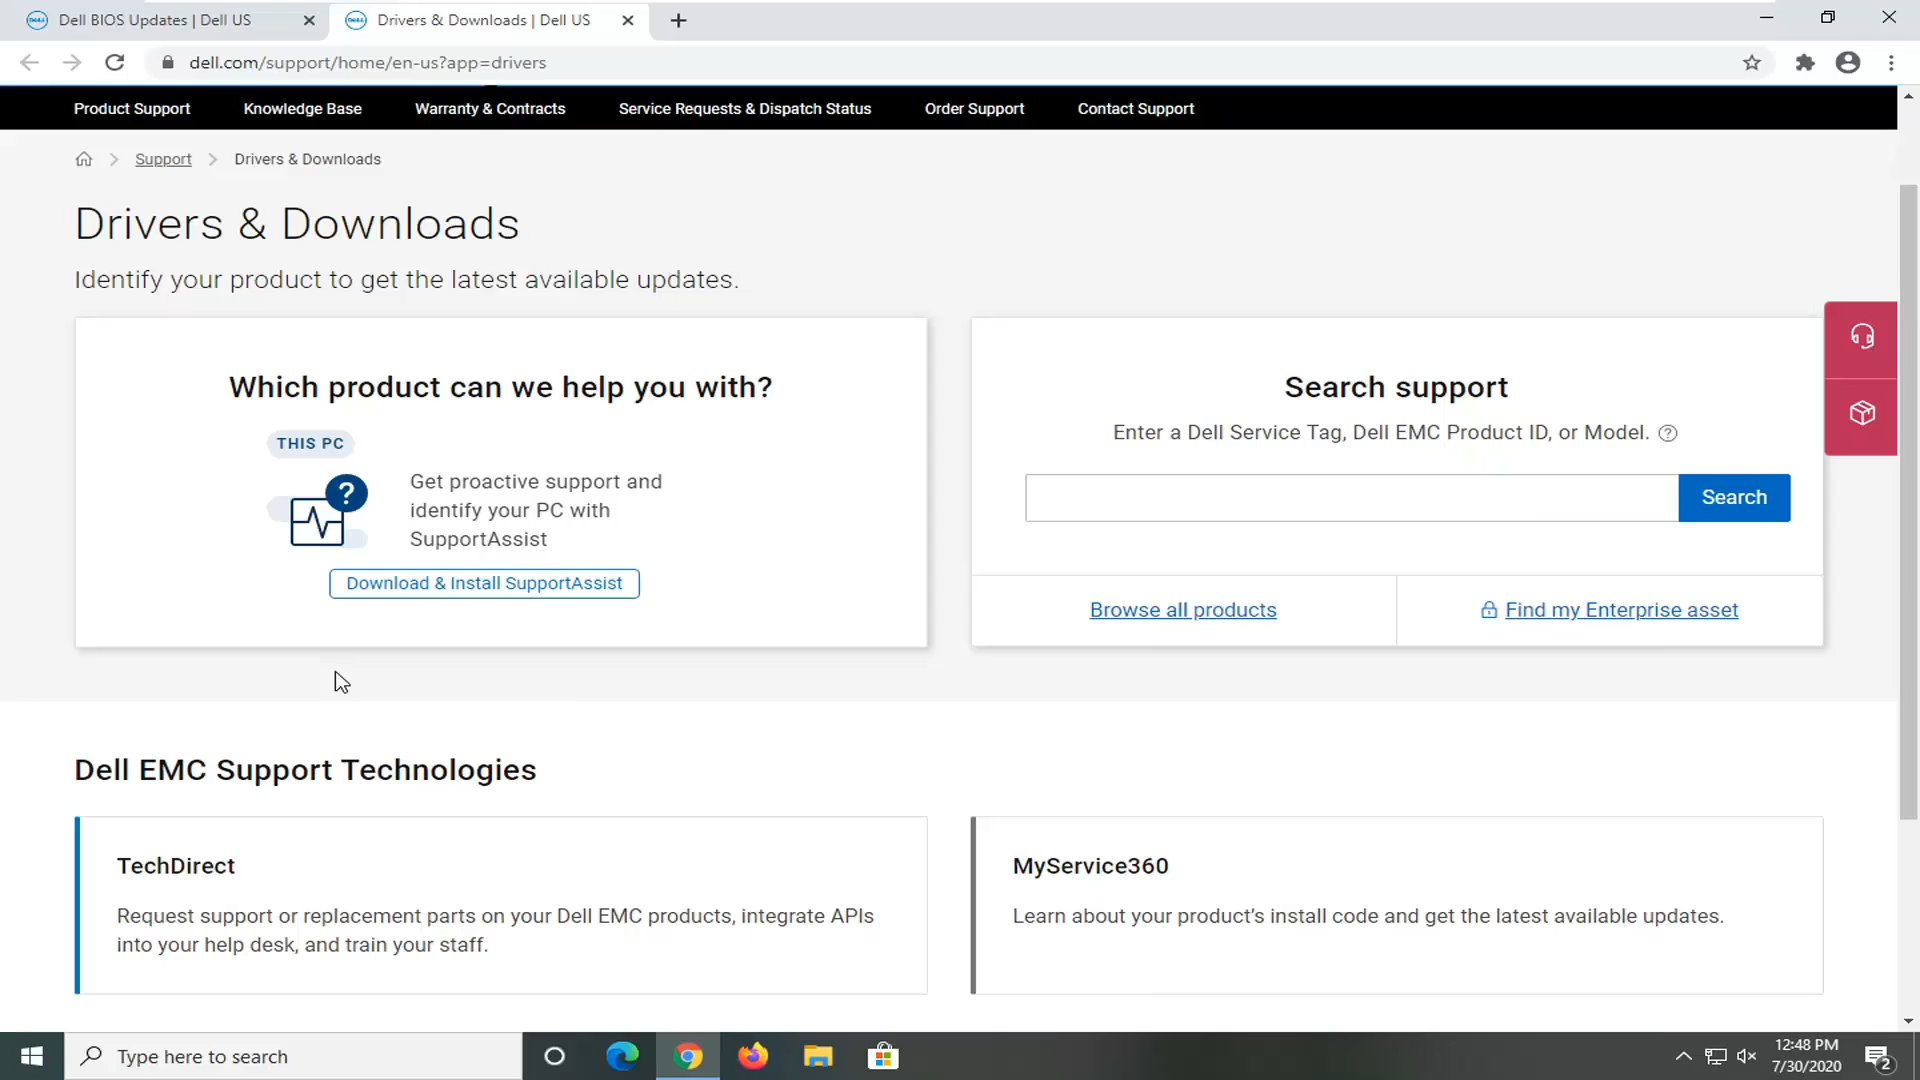 Dell BIOS Updates | Dell US
Drivers & Downloads | Dell US
dell.com/support/home/en-us?app=drivers
Product Support
Knowledge Base
Warranty & Contracts
Service Requests & Dispatch Status
Order Support
Contact Support
Support
Drivers & Downloads
Drivers & Downloads
Identify your product to get the latest available updates.
Which product can we help you with?
THIS PC
?
Get proactive support and
identify your PC with
SupportAssist
Download & Install SupportAssist
Search support
Enter a Dell Service Tag, Dell EMC Product ID, or Model. ?
Search
Browse all products
Find my Enterprise asset
Dell EMC Support Technologies
TechDirect
Request support or replacement parts on your Dell EMC products, integrate APIs
into your help desk, and train your staff.
MyService360
Learn about your product's install code and get the latest available updates.
Type here to search
12:48 PM
7/30/2020
2